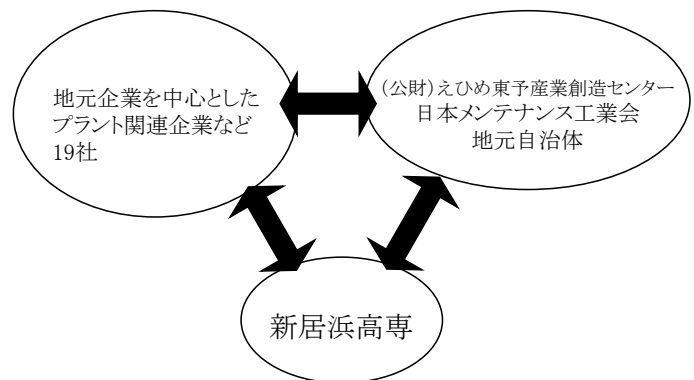 地元企業を中心とした
プラント関連企業など
19社
(公財)えひめ東予産業創造センター
日本メンテナンス工業会
地元自治体
新居浜高専